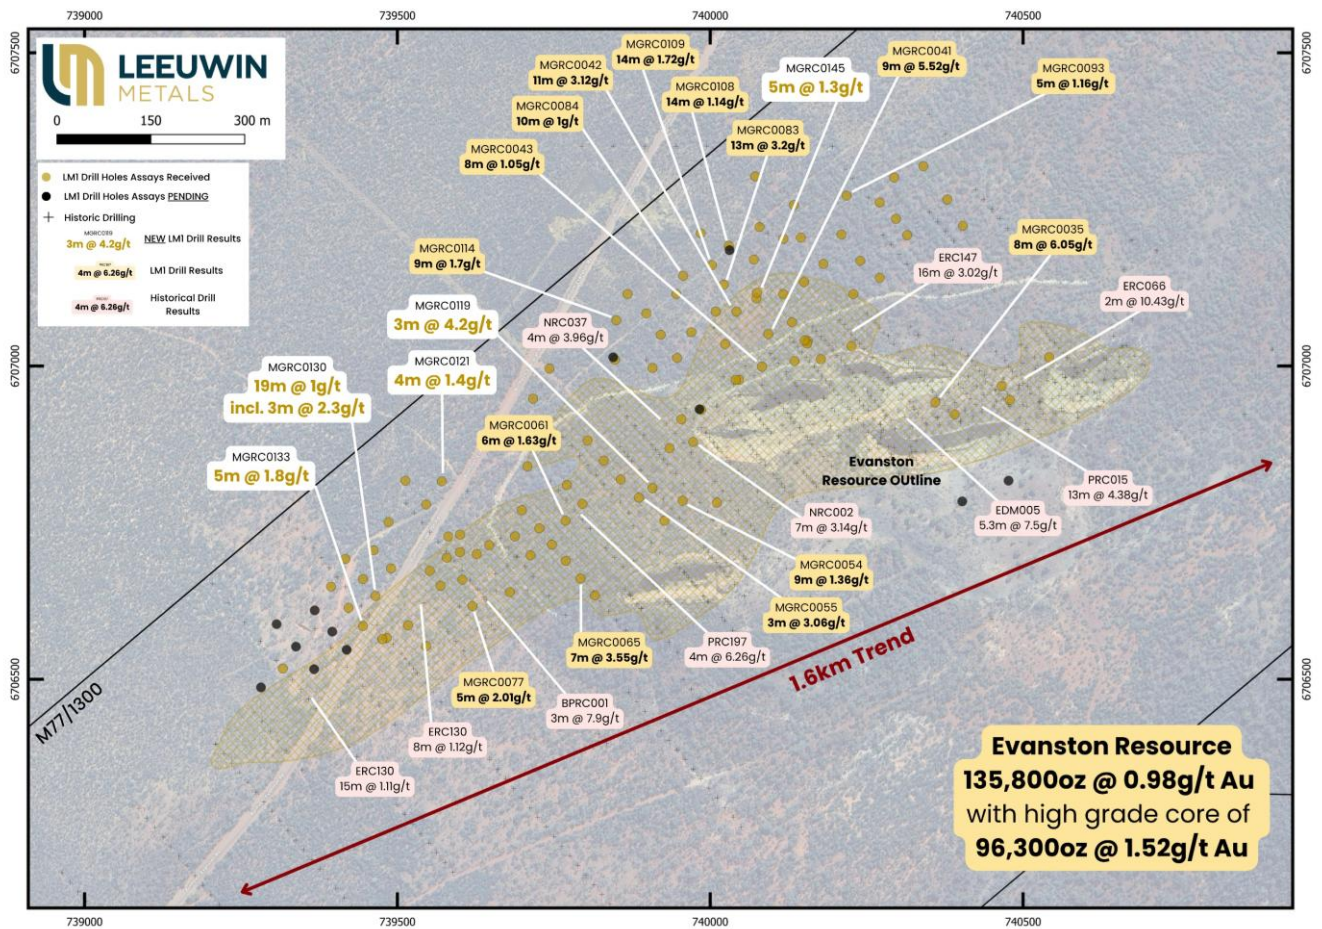 739000
739500
740000
740500
6707500
6707500
LEEUWIN
METALS
0
150
300 m
LM1 Drill Holes Assays Received
LM1 Drill Holes Assays PENDING
Historic Drilling
MGRC0119
3m @ 4.2g/t
NEW LM1 Drill Results
4m @ 6.26g/t
LM1 Drill Results
4m @ 6.26g/t
Historical Drill
Results
MGRC0109
14m @ 1.72g/t
MGRC0042
11m @ 3.12g/t
MGRC0108
14m @ 1.14g/t
MGRC0145
5m @ 1.3g/t
MGRC0041
9m @ 5.52g/t
MGRC0093
5m @ 1.16g/t
MGRC0084
10m @ 1g/t
MGRC0083
13m @ 3.2g/t
MGRC0043
8m @ 1.05g/t
MGRC0114
9m @ 1.7g/t
MGRC0035
8m @ 6.05g/t
ERC147
16m @ 3.02g/t
ERC066
2m @ 10.43g/t
MGRC0119
3m @ 4.2g/t
NRC037
4m @ 3.96g/t
6707000
6707000
MGRC0130
19m @ 1g/t
incl. 3m @ 2.3g/t
MGRC0121
4m @ 1.4g/t
MGRC0061
6m @ 1.63g/t
MGRC0133
5m @ 1.8g/t
Evanston
Resource OUtline
PRC015
13m @ 4.38g/t
NRC002
7m @ 3.14g/t
EDM005
5.3m @ 7.5g/t
MGRC0054
9m @ 1.36g/t
MGRC0055
3m @ 3.06g/t
MGRC0065
7m @ 3.55g/t
PRC197
4m @ 6.26g/t
1.6km Trend
MGRC0077
5m @ 2.01g/t
BPRC001
3m @ 7.9g/t
6706500
6706500
M77/1300
ERC130
8m @ 1.12g/t
ERC130
15m @ 1.11g/t
Evanston Resource
135,800oz @ 0.98g/t Au
with high grade core of
96,300oz @ 1.52g/t Au
739000
739500
740000
740500